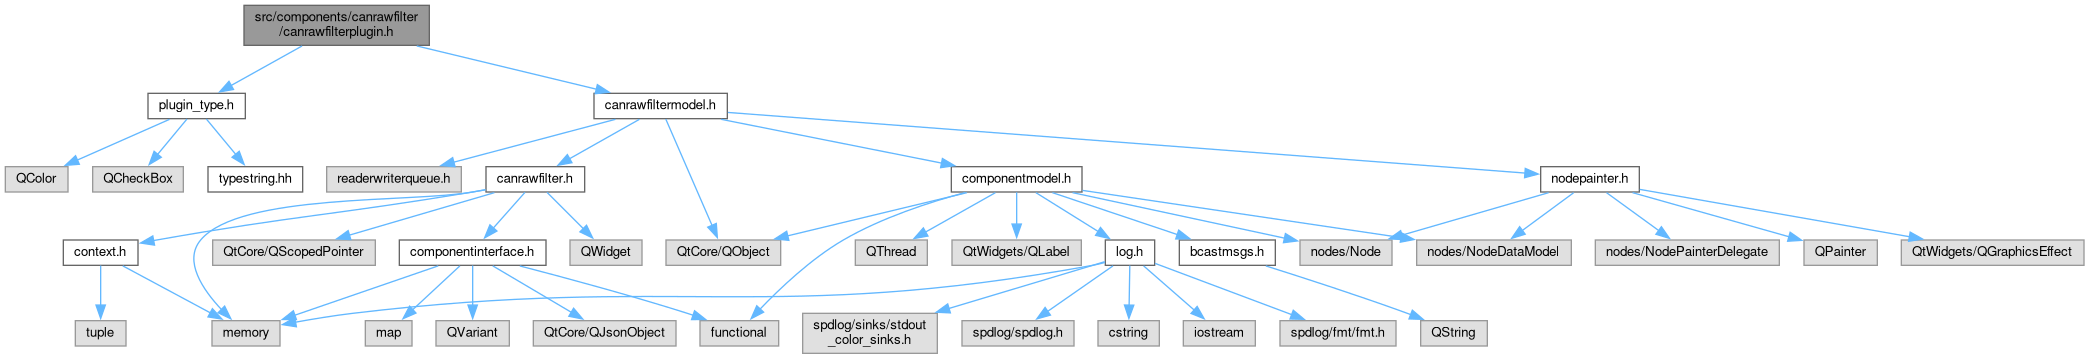 src/components/canrawfilter
/canrawfilterplugin.h
plugin_type.h
canrawfiltermodel.h
QColor
QCheckBox
typestring.hh
readerwriterqueue.h
canrawfilter.h
componentmodel.h
nodepainter.h
context.h
QtCore/QScopedPointer
componentinterface.h
QWidget
QtCore/QObject
QThread
QtWidgets/QLabel
log.h
bcastmsgs.h
nodes/Node
nodes/NodeDataModel
nodes/NodePainterDelegate
QPainter
QtWidgets/QGraphicsEffect
tuple
memory
map
QVariant
QtCore/QJsonObject
functional
spdlog/sinks/stdout
_color_sinks.h
spdlog/spdlog.h
cstring
iostream
spdlog/fmt/fmt.h
QString